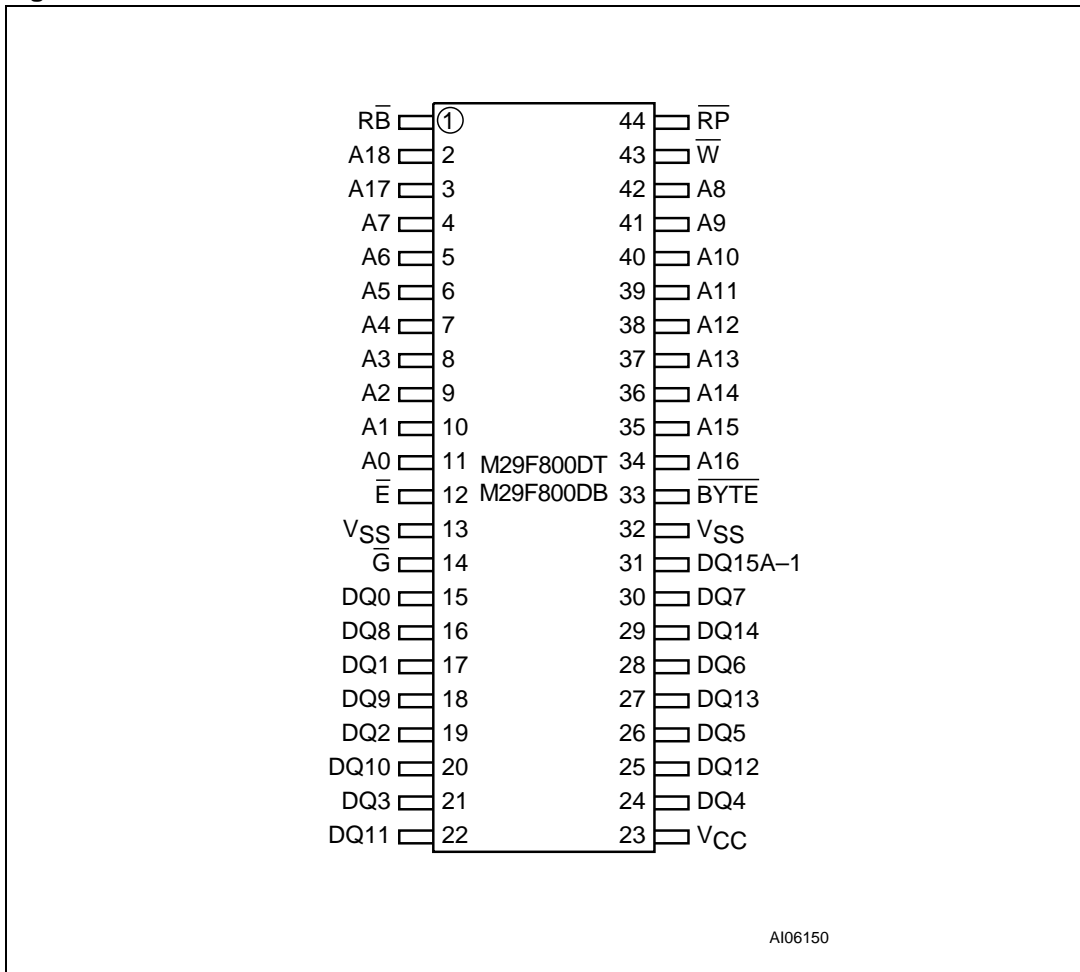 RB̅ 1 44 R̅P̅
A18 2 43 W̅
A17 3 42 A8
A7 4 41 A9
A6 5 40 A10
A5 6 39 A11
A4 7 38 A12
A3 8 37 A13
A2 9 36 A14
A1 10 35 A15
A0 11 M29F800DT 34 A16
E̅ 12 M29F800DB 33 B̅Y̅T̅E̅
VSS 13 32 VSS
G̅ 14 31 DQ15A–1
DQ0 15 30 DQ7
DQ8 16 29 DQ14
DQ1 17 28 DQ6
DQ9 18 27 DQ13
DQ2 19 26 DQ5
DQ10 20 25 DQ12
DQ3 21 24 DQ4
DQ11 22 23 VCC
AI06150